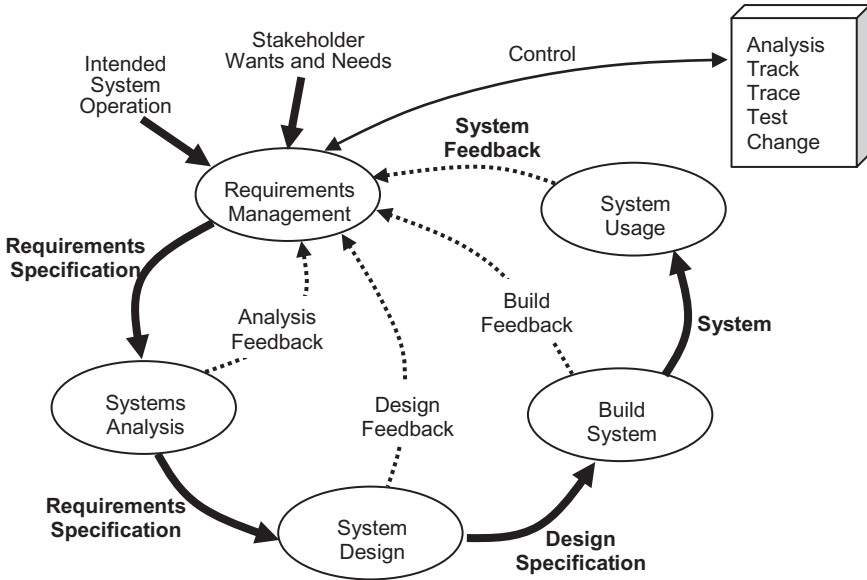 Stakeholder
Wants and Needs
Intended
System
Operation
Control
Analysis
Track
Trace
Test
Change
System
Feedback
Requirements
Management
System
Usage
Requirements
Specification
Analysis
Feedback
Build
Feedback
System
Systems
Analysis
Design
Feedback
Build
System
Requirements
Specification
System
Design
Design
Specification